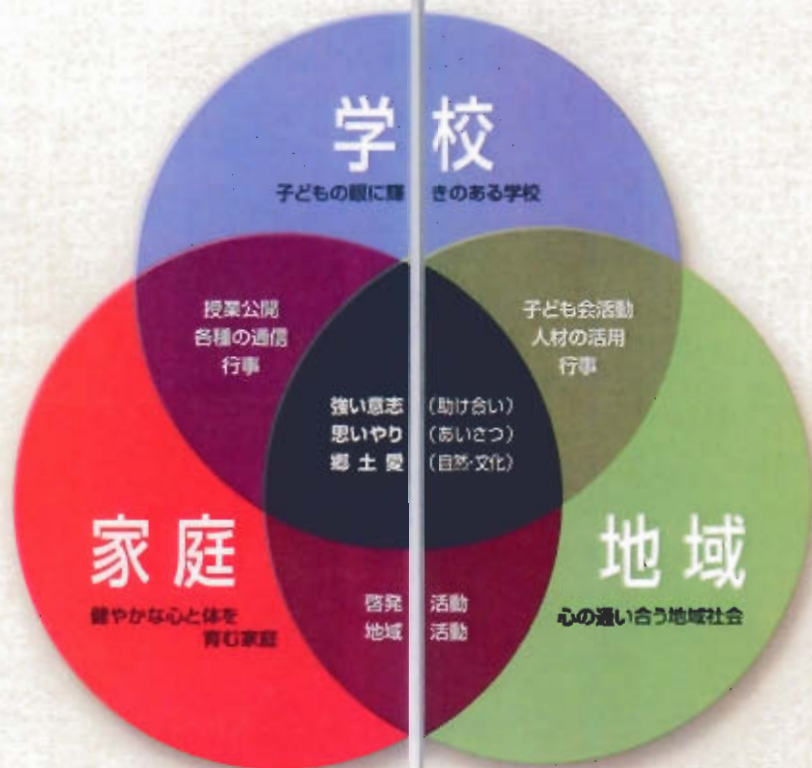 学校
子どもの眼に輝きのある学校
授業公開
各種の通信
行事
子ども会活動
人材の活用
行事
強い意志（助け合い）
思いやり（あいさつ）
郷土愛（自然・文化）
家庭
健やかな心と体を
育む家庭
地域
心の通い合う地域社会
啓発活動
地域活動